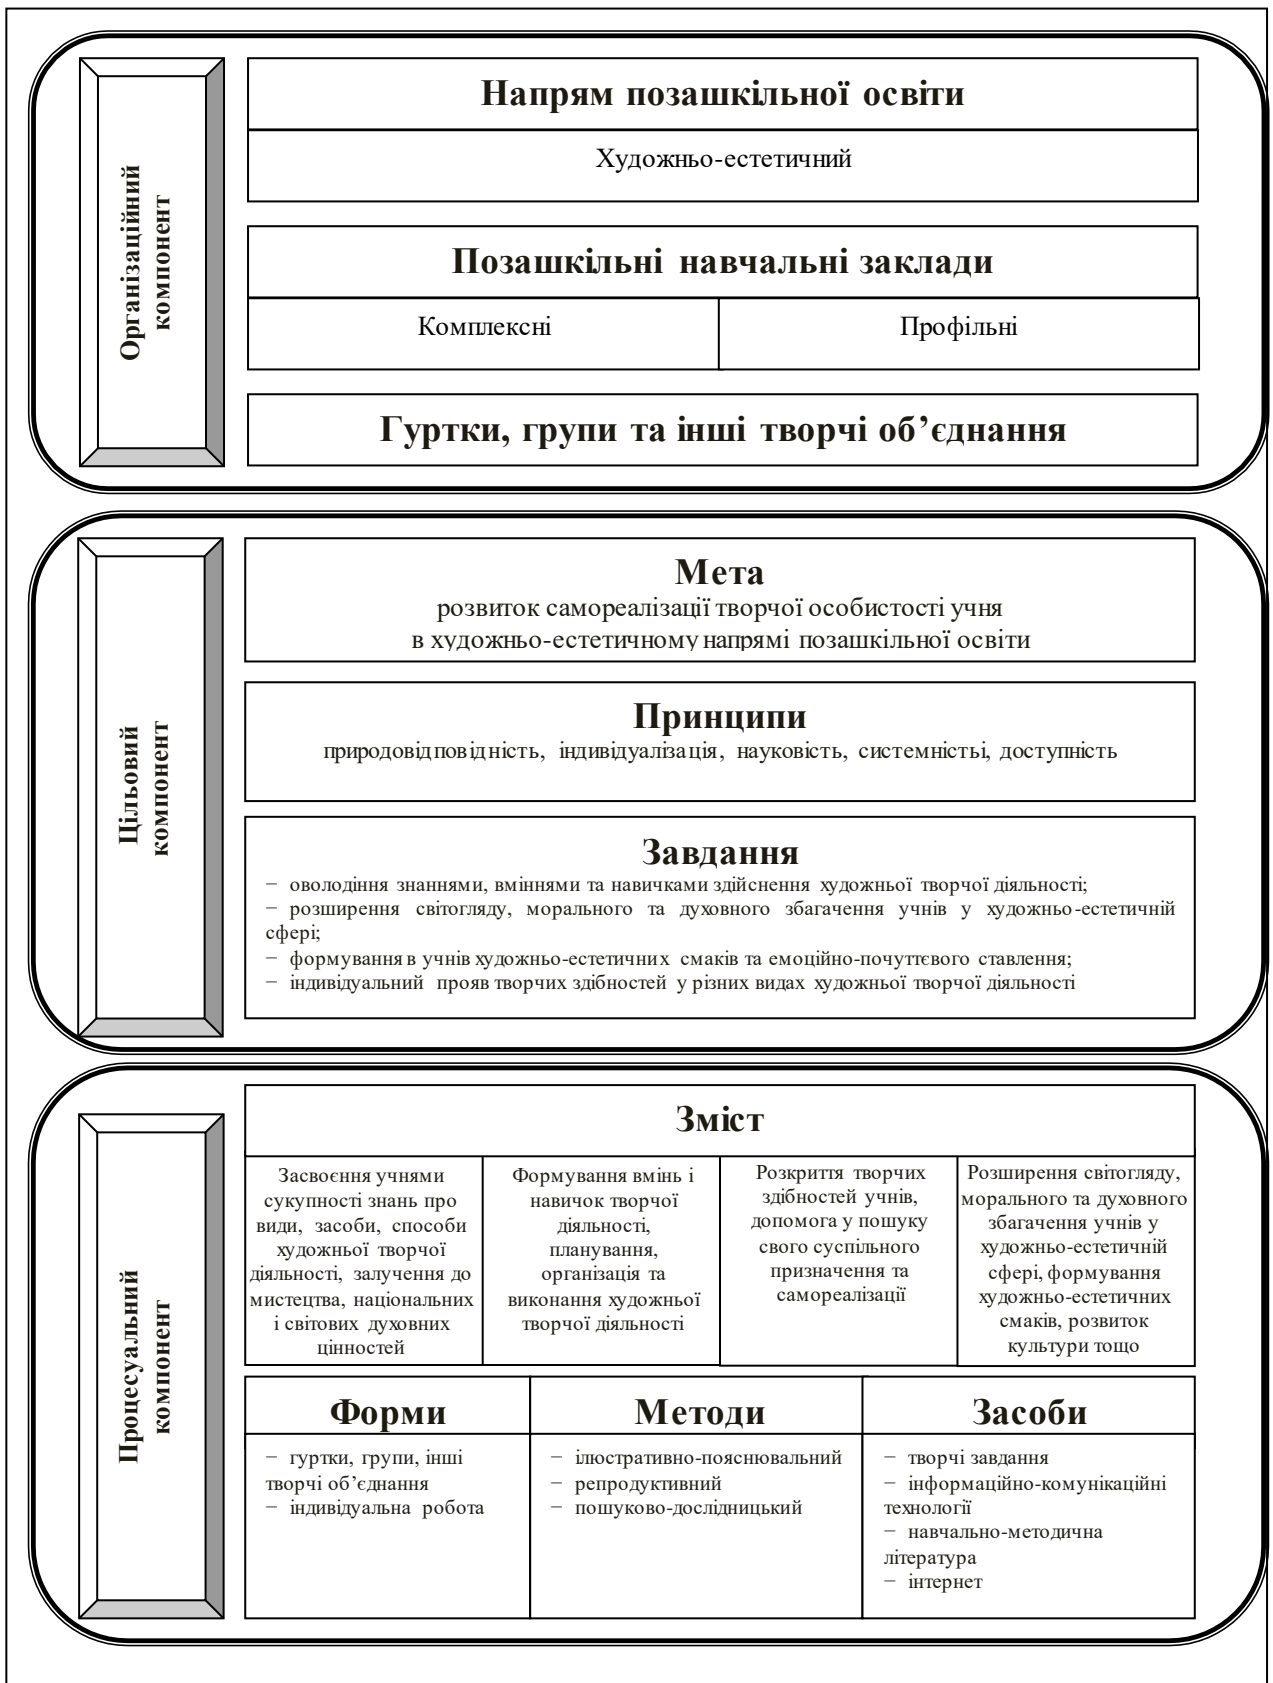 Організаційний
компонент
Напрям позашкільної освіти
Художньо-естетичний
Позашкільні навчальні заклади
Комплексні
Профільні
Гуртки, групи та інші творчі об’єднання
Цільовий
компонент
Мета
розвиток самореалізації творчої особистості учня
в художньо-естетичному напрямі позашкільної освіти
Принципи
природовідповідність, індивідуалізація, науковість, системністьі, доступність
Завдання
− оволодіння знаннями, вміннями та навичками здійснення художньої творчої діяльності;
− розширення світогляду, морального та духовного збагачення учнів у художньо-естетичній
сфері;
− формування в учнів художньо-естетичних смаків та емоційно-почуттєвого ставлення;
− індивідуальний прояв творчих здібностей у різних видах художньої творчої діяльності
Процесуальний
компонент
Зміст
Засвоєння учнями
сукупності знань про
види, засоби, способи
художньої творчої
діяльності, залучення до
мистецтва, національних
і світових духовних
цінностей
Формування вмінь і
навичок творчої
діяльності,
планування,
організація та
виконання художньої
творчої діяльності
Розкриття творчих
здібностей учнів,
допомога у пошуку
свого суспільного
призначення та
самореалізації
Розширення світогляду,
морального та духовного
збагачення учнів у
художньо-естетичній
сфері, формування
художньо-естетичних
смаків, розвиток
культури тощо
Форми
− гуртки, групи, інші
творчі об’єднання
− індивідуальна робота
Методи
− ілюстративно-пояснювальний
− репродуктивний
− пошуково-дослідницький
Засоби
− творчі завдання
− інформаційно-комунікаційні
технології
− навчально-методична
література
− інтернет